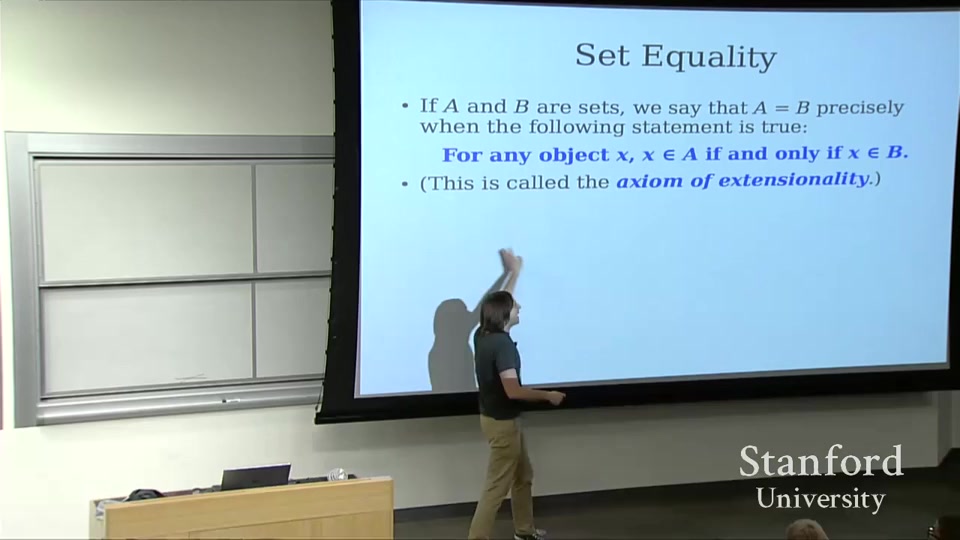 Set Equality
• If A and B are sets, we say that A = B precisely
when the following statement is true:
For any object x, x ∈ A if and only if x ∈ B.
• (This is called the axiom of extensionality.)
Stanford
University